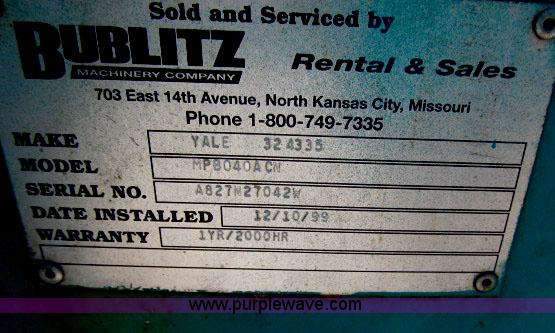 Sold and Serviced by
BUBLITZ
MACHINERY COMPANY
Rental & Sales
703 East 14th Avenue, North Kansas City, Missouri
Phone 1-800-749-7335
MAKE YALE 324335
MODEL MPB040ACN
SERIAL NO. A827N27042W
DATE INSTALLED 12/10/99
WARRANTY 1YR/2000HR
www.purplewave.com